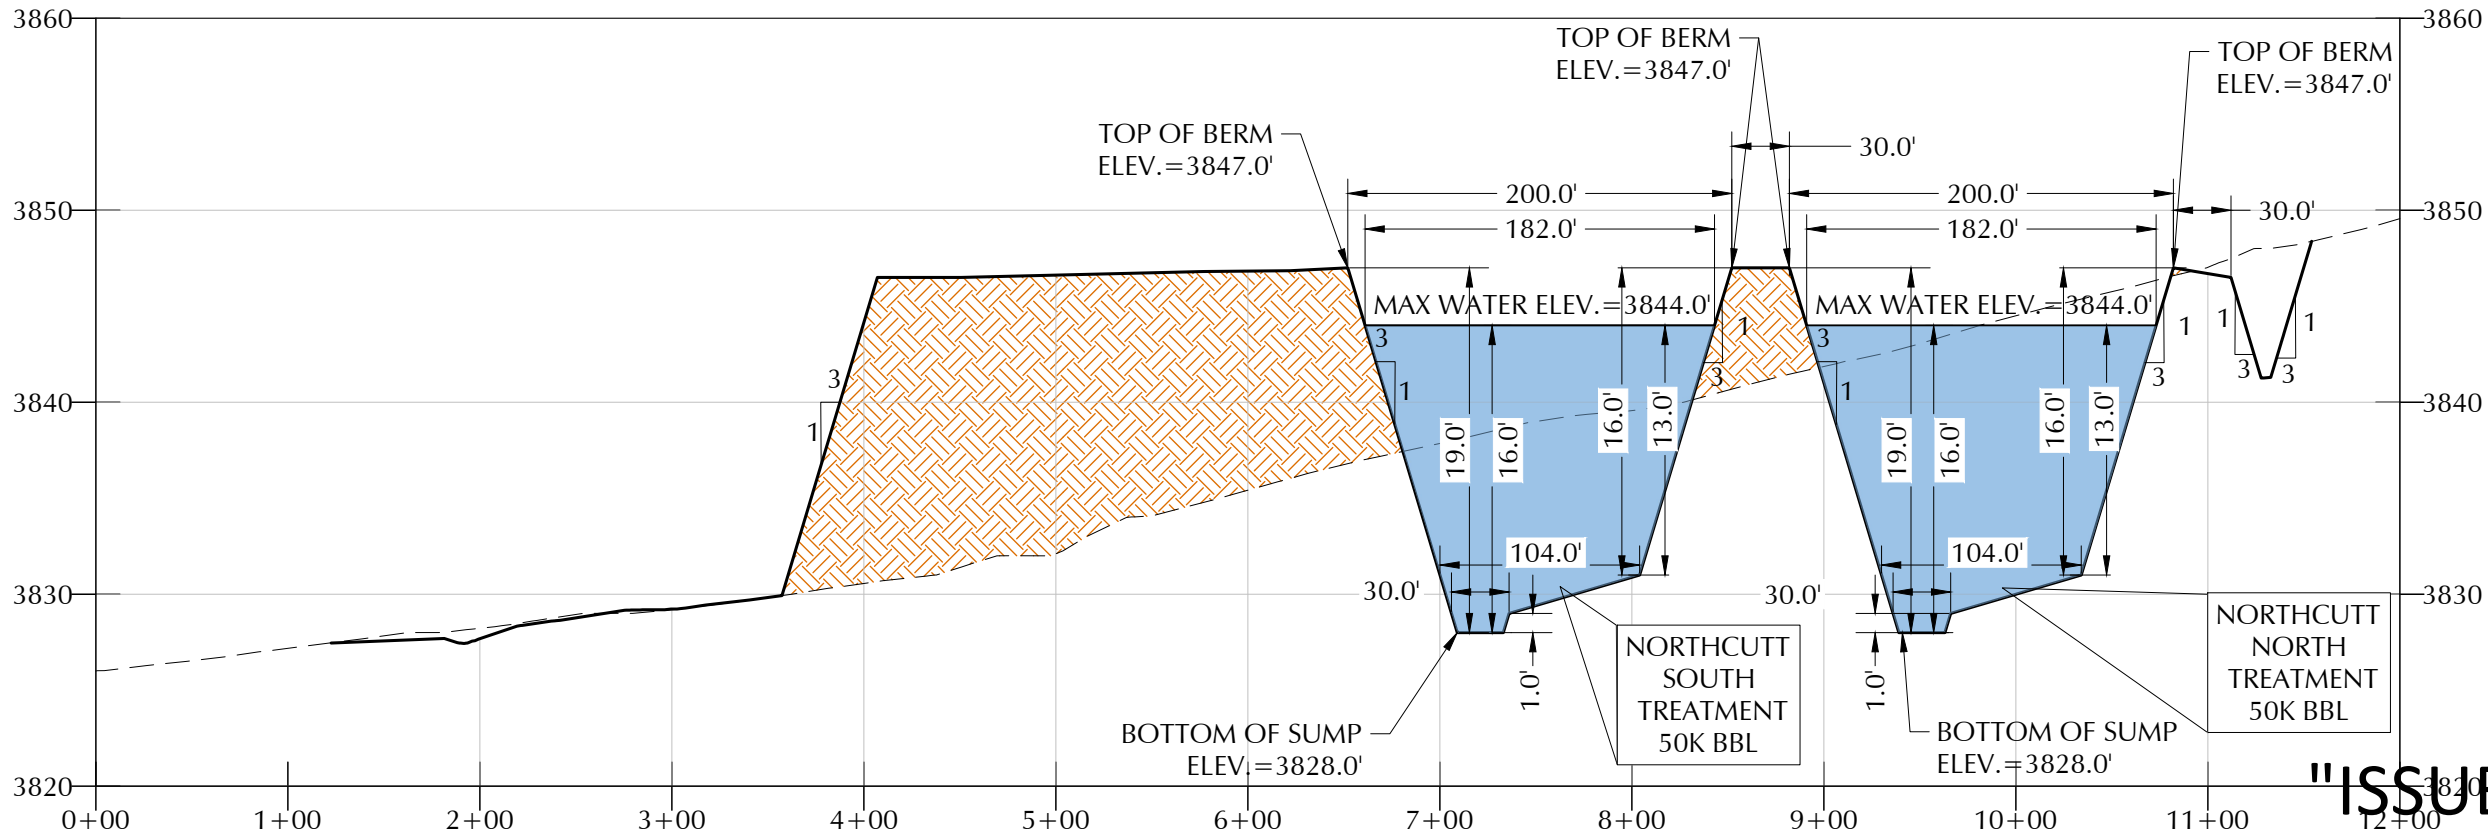 3860
3860
TOP OF BERM
ELEV.=3847.0'
TOP OF BERM
ELEV.=3847.0'
TOP OF BERM
ELEV.=3847.0'
30.0'
200.0'
200.0'
182.0'
182.0'
30.0'
3850
3850
MAX WATER ELEV.=3844.0'
MAX WATER ELEV.=3844.0'
3
1
3
1
1
3
3
1
1
3
1
3
1
3
3840
3840
19.0'
16.0'
16.0'
13.0'
19.0'
16.0'
16.0'
13.0'
104.0'
104.0'
30.0'
30.0'
3830
3830
1.0'
1.0'
NORTHCUTT
SOUTH
TREATMENT
50K BBL
NORTHCUTT
NORTH
TREATMENT
50K BBL
BOTTOM OF SUMP
ELEV.=3828.0'
BOTTOM OF SUMP
ELEV.=3828.0'
3820
3820
"ISSUE
0+00 1+00 2+00 3+00 4+00 5+00 6+00 7+00 8+00 9+00 10+00 11+00 12+00